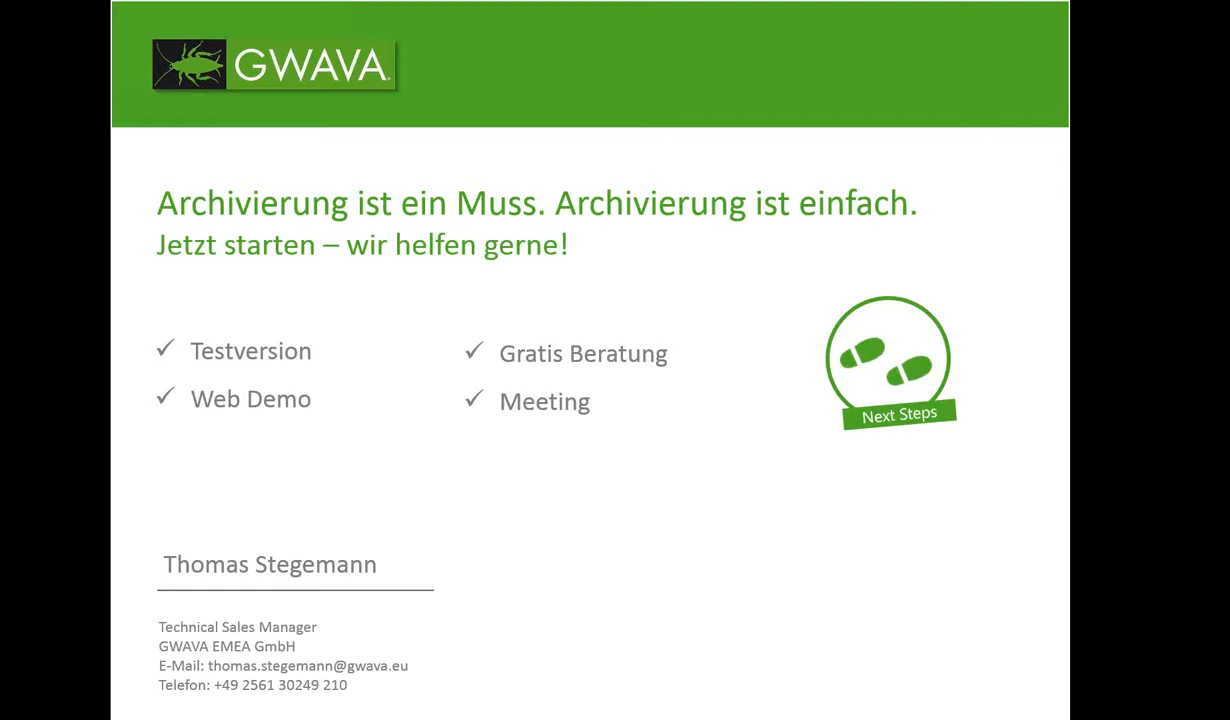 GWAVA
Archivierung ist ein Muss. Archivierung ist einfach.
Jetzt starten – wir helfen gerne!
✓ Testversion
✓ Web Demo
✓ Gratis Beratung
✓ Meeting
Next Steps
Thomas Stegemann
Technical Sales Manager
GWAVA EMEA GmbH
E-Mail: thomas.stegemann@gwava.eu
Telefon: +49 2561 30249 210